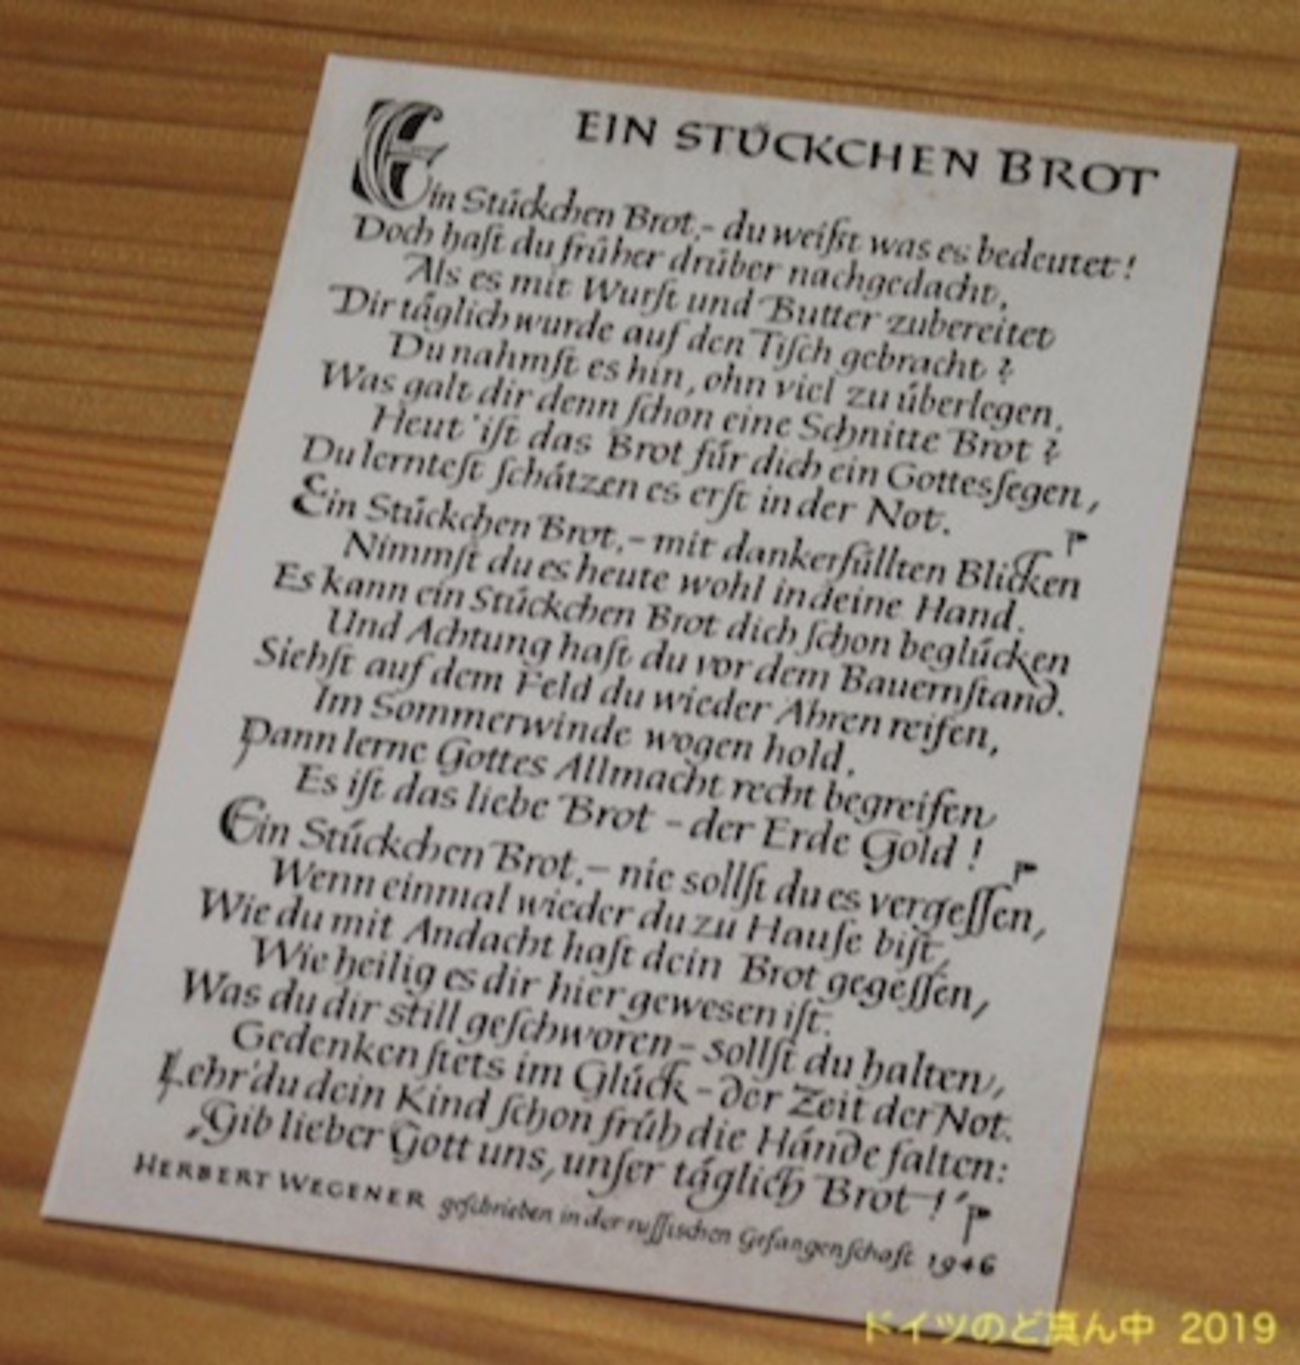 EIN STÜCKCHEN BROT
Ein Stückchen Brot,- du weißt was es bedeutet!
Doch haſt du früher drüber nachgedacht,
Als es mit Wurſt und Butter zubereitet
Dir täglich wurde auf den Tiſch gebracht?
Du nahmſt es hin, ohn viel zu überlegen.
Was galt dir denn ſchon eine Schnitte Brot?
Heut' iſt das Brot für dich ein Gottesſegen,
Du lernteſt ſchätzen es erſt in der Not.
Ein Stückchen Brot,- mit dankerfüllten Blicken
Nimmſt du es heute wohl in deine Hand.
Es kann ein Stückchen Brot dich ſchon beglücken
Und Achtung haſt du vor dem Bauernſtand.
Siehſt auf dem Feld du wieder Ähren reifen,
Im Sommerwinde wogen hold.
Dann lerne Gottes Allmacht recht begreifen,
Es iſt das liebe Brot - der Erde Gold!
Ein Stückchen Brot,- nie sollſt du es vergeſſen,
Wenn einmal wieder du zu Hauſe biſt,
Wie du mit Andacht haſt dein Brot gegeſſen,
Wie heilig es dir hier gewesen iſt.
Was du dir still geſchworen - sollſt du halten,
Gedenken ſtets im Glück - der Zeit der Not.
Lehr' du dein Kind ſchon früh die Hände falten:
„Gib lieber Gott uns, unſer täglich Brot!"
HERBERT WEGENER geſchrieben in der ruſſischen Gefangenſchaft 1946
ドイツのど真ん中 2019